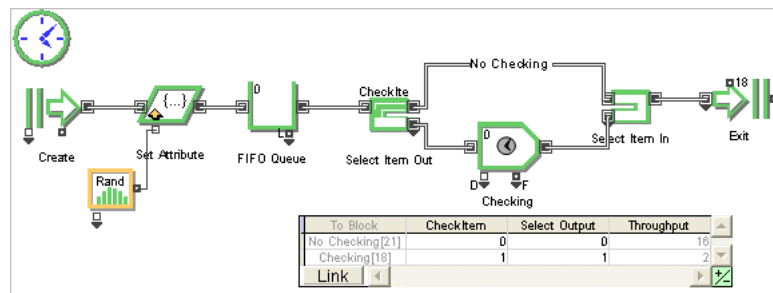 No Checking
{...}
0
CheckIte
18
Create
Set Attribute
L
FIFO Queue
Select Item Out
0
Select Item In
Exit
Rand
D
F
Checking
To Block CheckItem Select Output Throughput
No Checking[21] 0 0 16
Checking[18] 1 1 2
Link
+/-